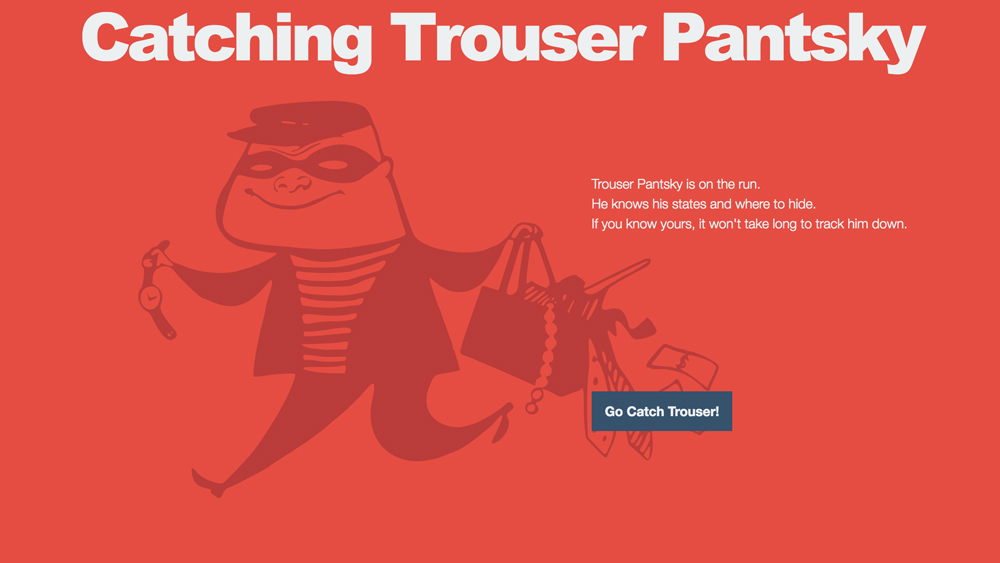 Catching Trouser Pantsky
Trouser Pantsky is on the run.
He knows his states and where to hide.
If you know yours, it won't take long to track him down.
Go Catch Trouser!